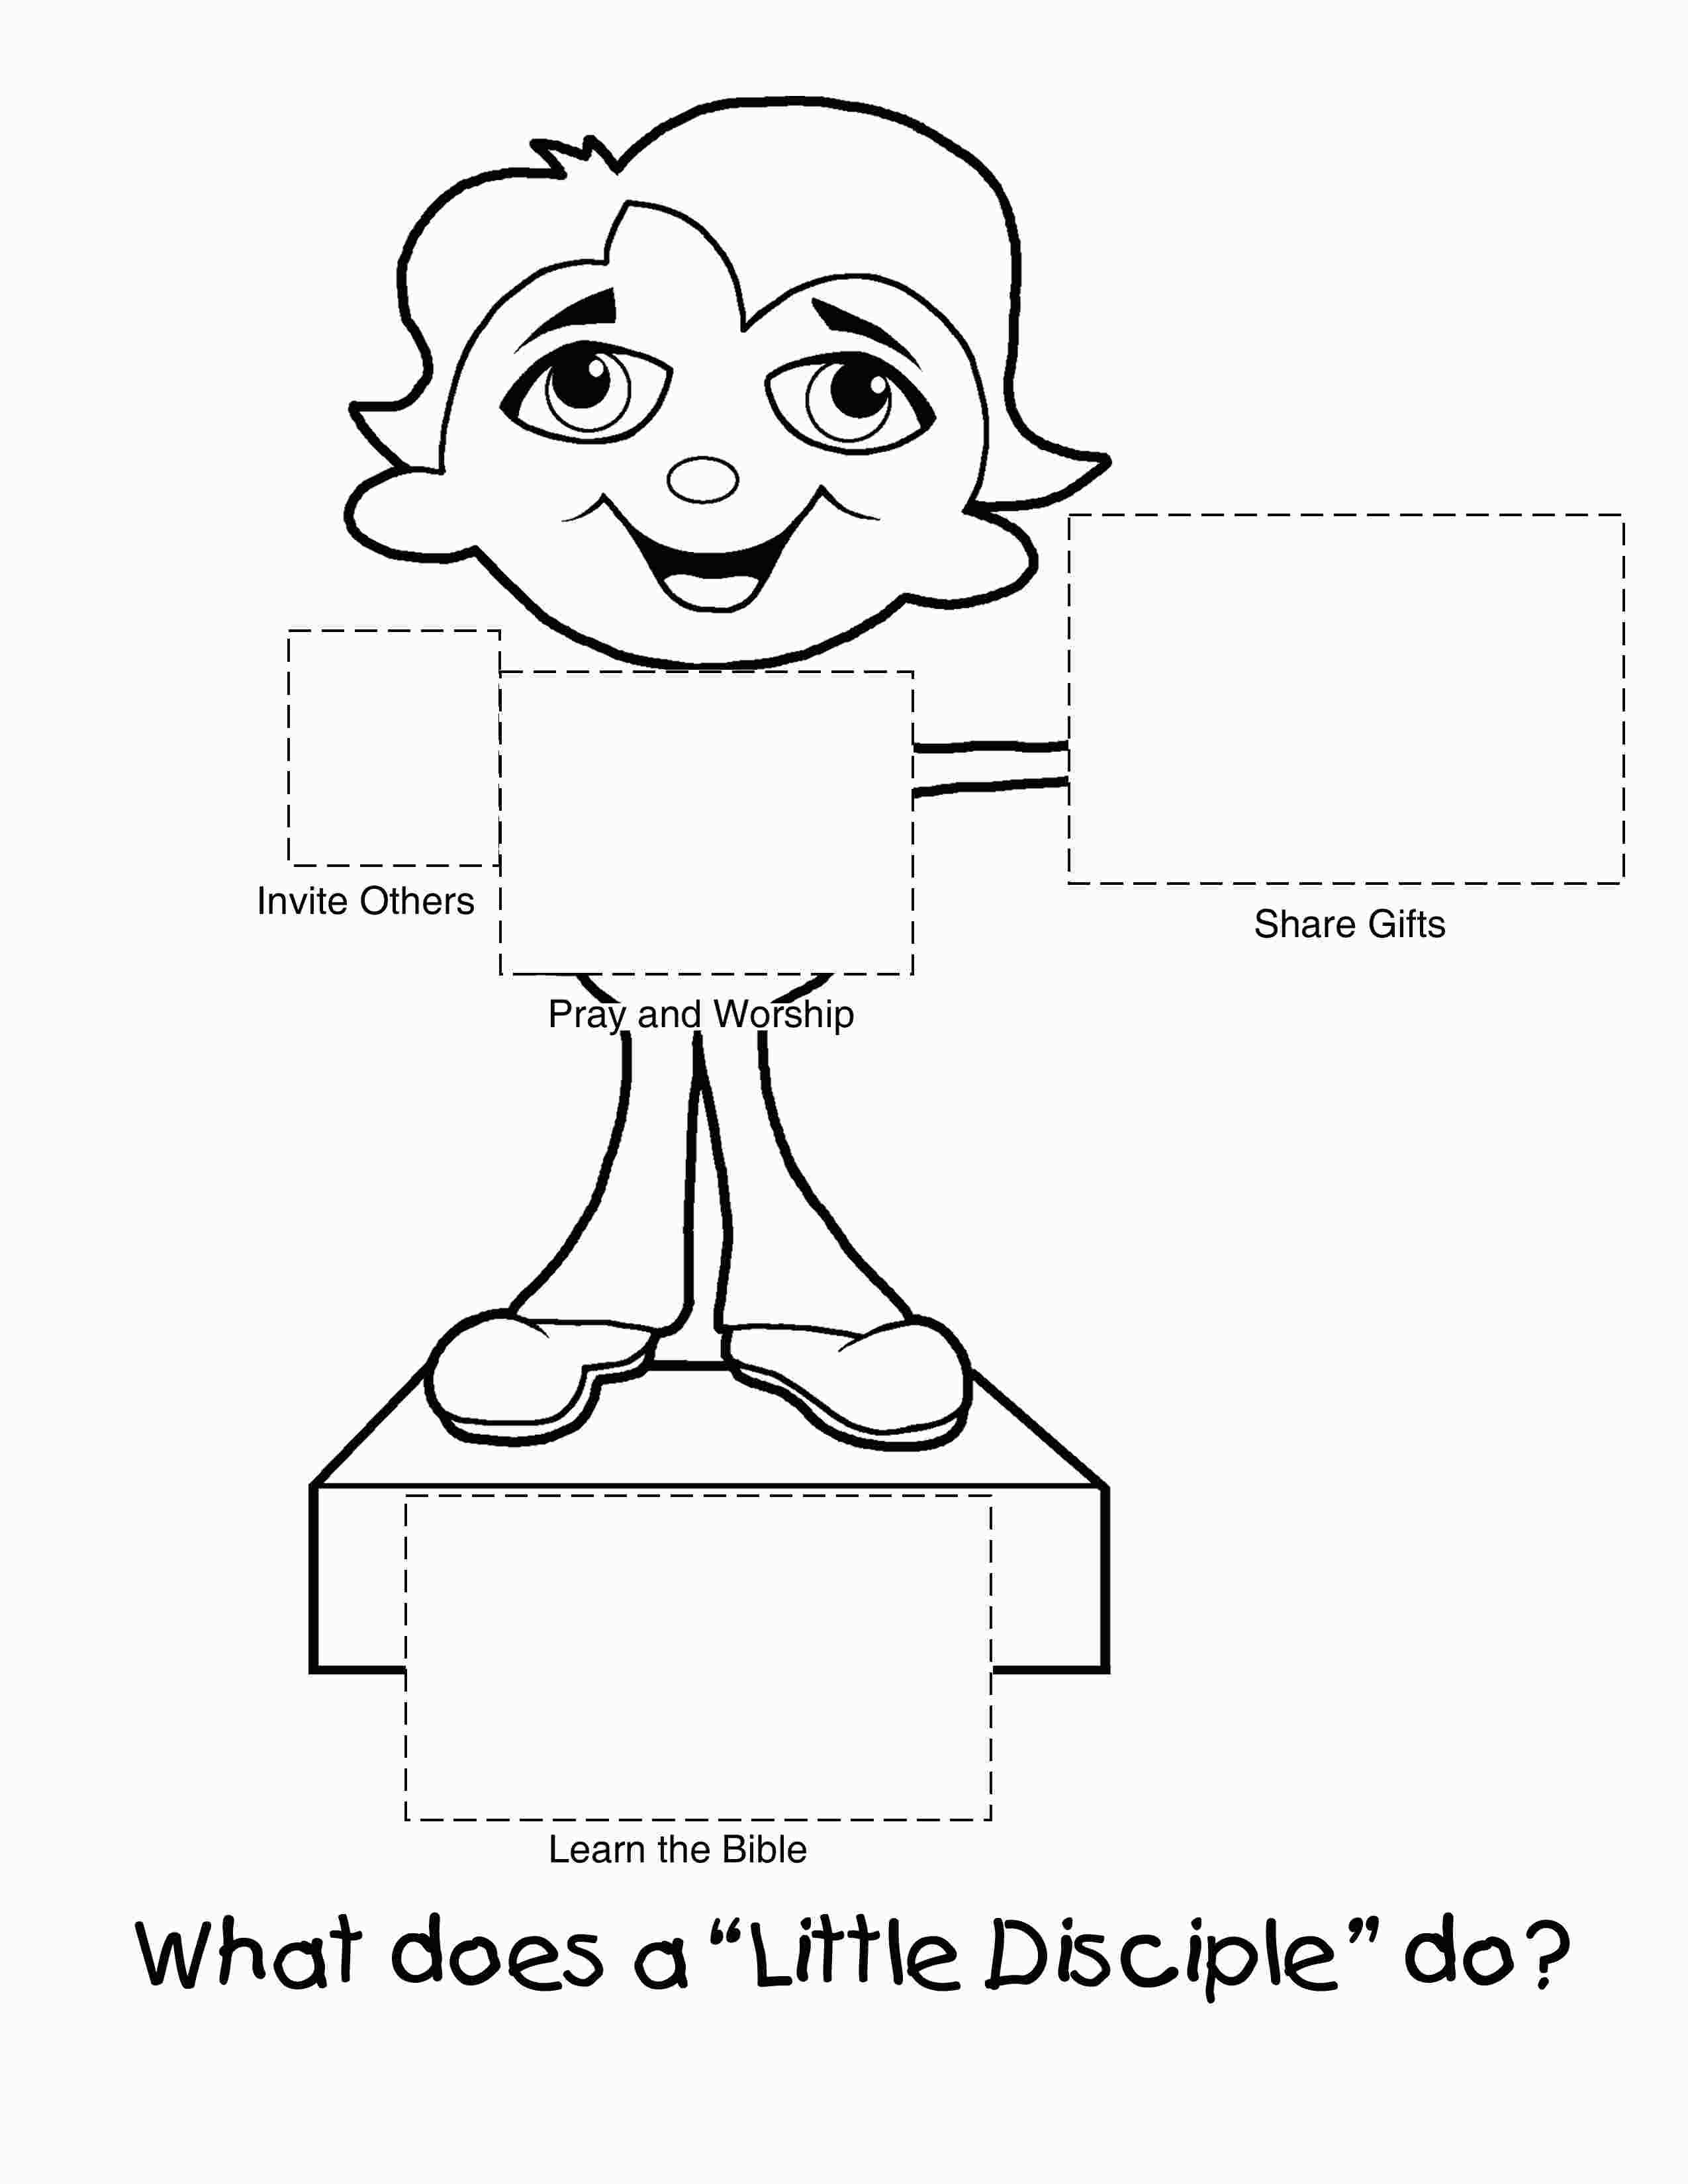 Invite Others
Share Gifts
Pray and Worship
Learn the Bible
What does a “Little Disciple” do?